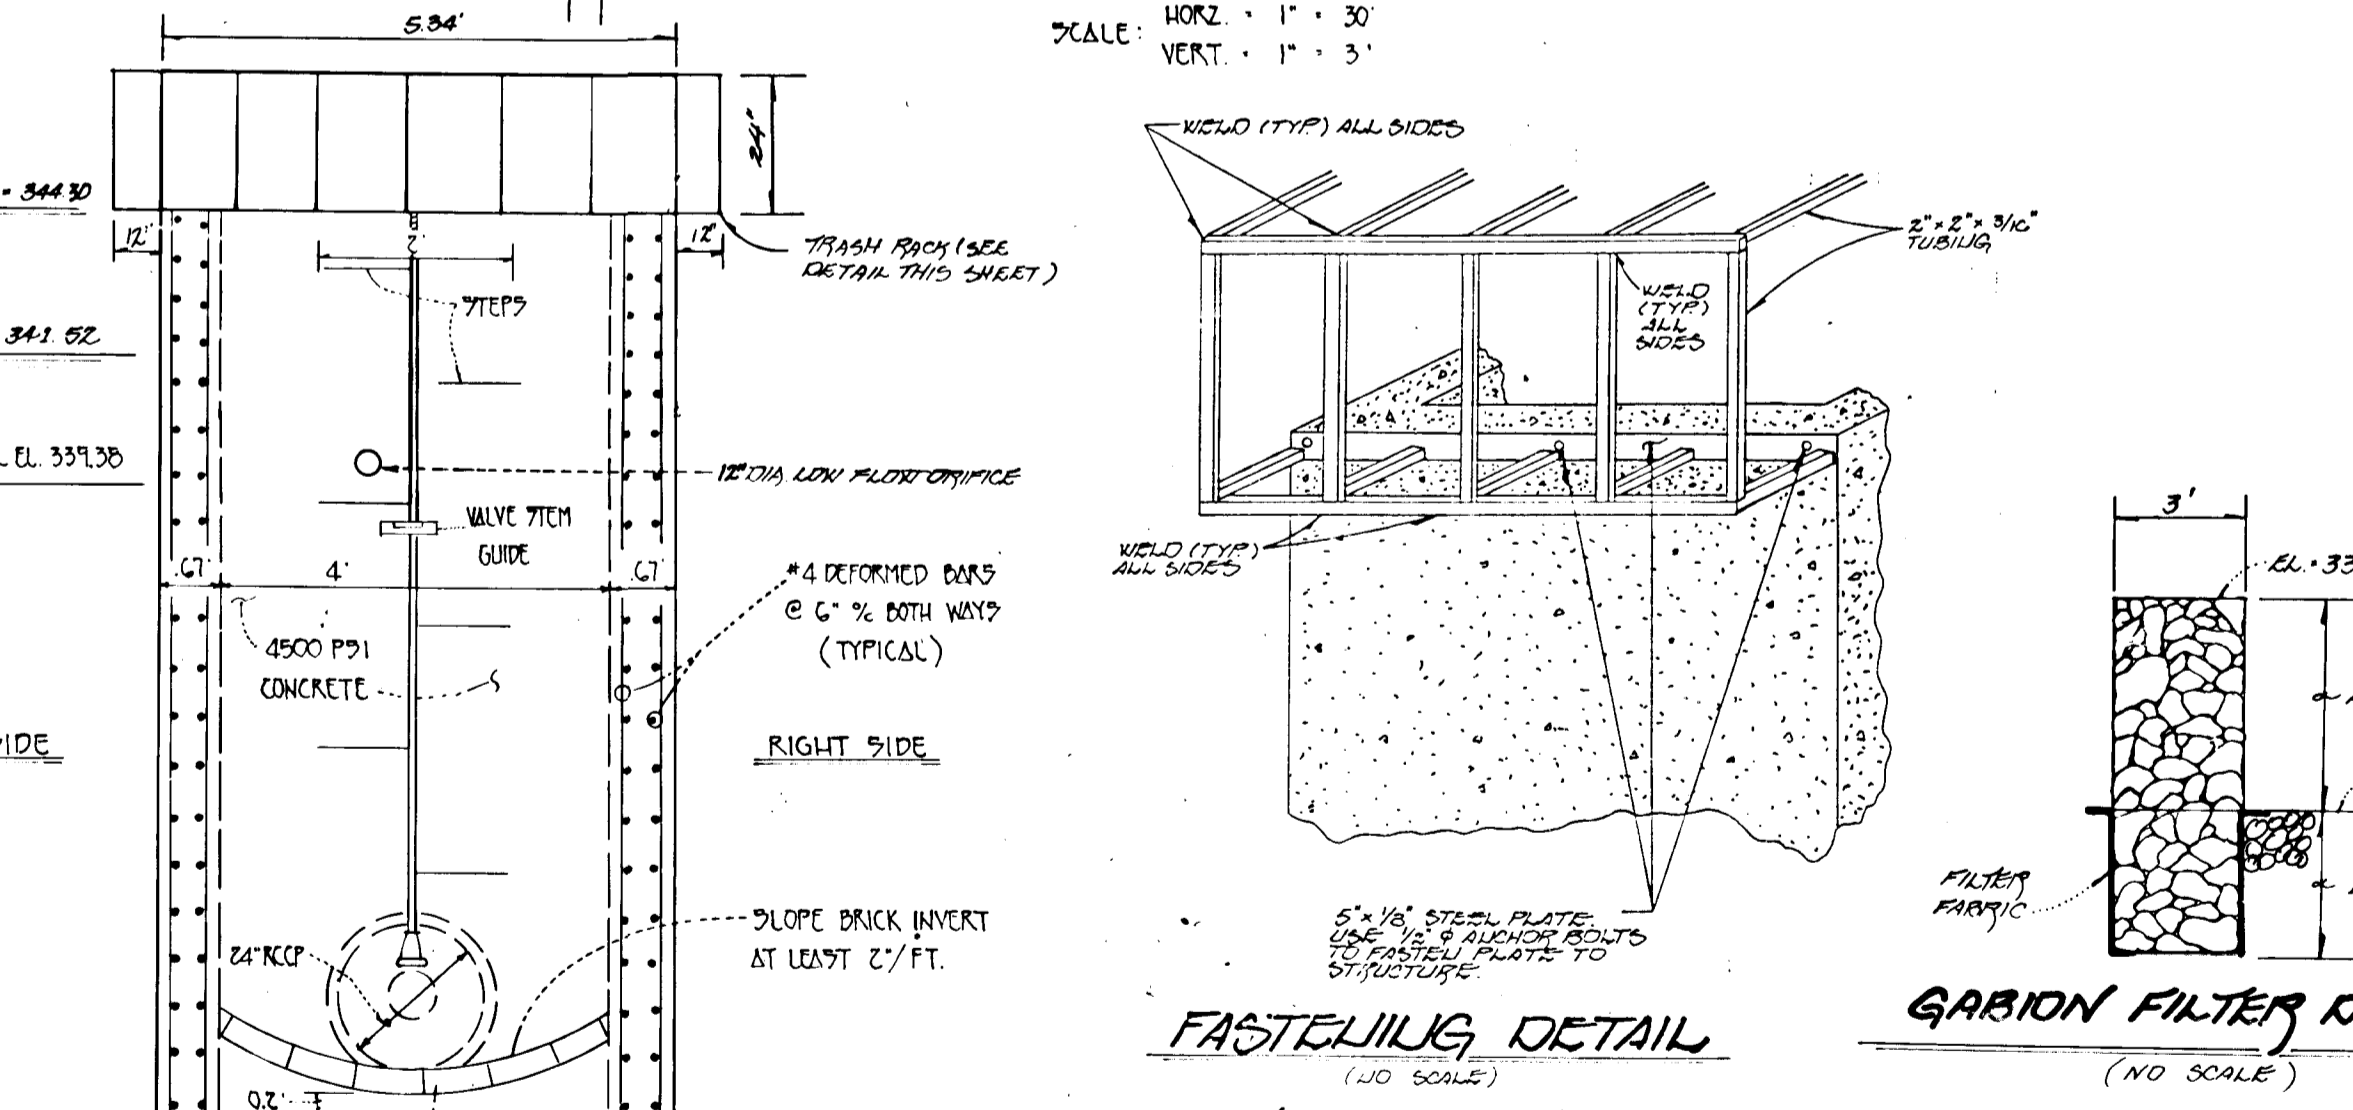 5.34'
SCALE: HORZ. = 1" = 30'
VERT. = 1" = 3'
24"
= 344.30
12"
2'
12"
TRASH RACK (SEE
DETAIL THIS SHEET)
STEPS
341.52
EL. 339.38
12" DIA. LOW FLOW ORIFICE
VALVE STEM
GUIDE
.67'
4'
.67'
#4 DEFORMED BARS
@ 6" o/c BOTH WAYS
(TYPICAL)
4500 PSI
CONCRETE
SIDE
RIGHT SIDE
24" RCCP
SLOPE BRICK INVERT
AT LEAST 2"/FT.
0.2'
WELD (TYP.) ALL SIDES
2" x 2" x 3/16"
TUBING
WELD
(TYP.)
ALL
SIDES
WELD (TYP.)
ALL SIDES
5" x 1/8" STEEL PLATE.
USE 1/2" φ ANCHOR BOLTS
TO FASTEN PLATE TO
STRUCTURE.
FASTENING DETAIL
(NO SCALE)
3'
EL. = 33
FILTER
FABRIC
GABION FILTER D
(NO SCALE)